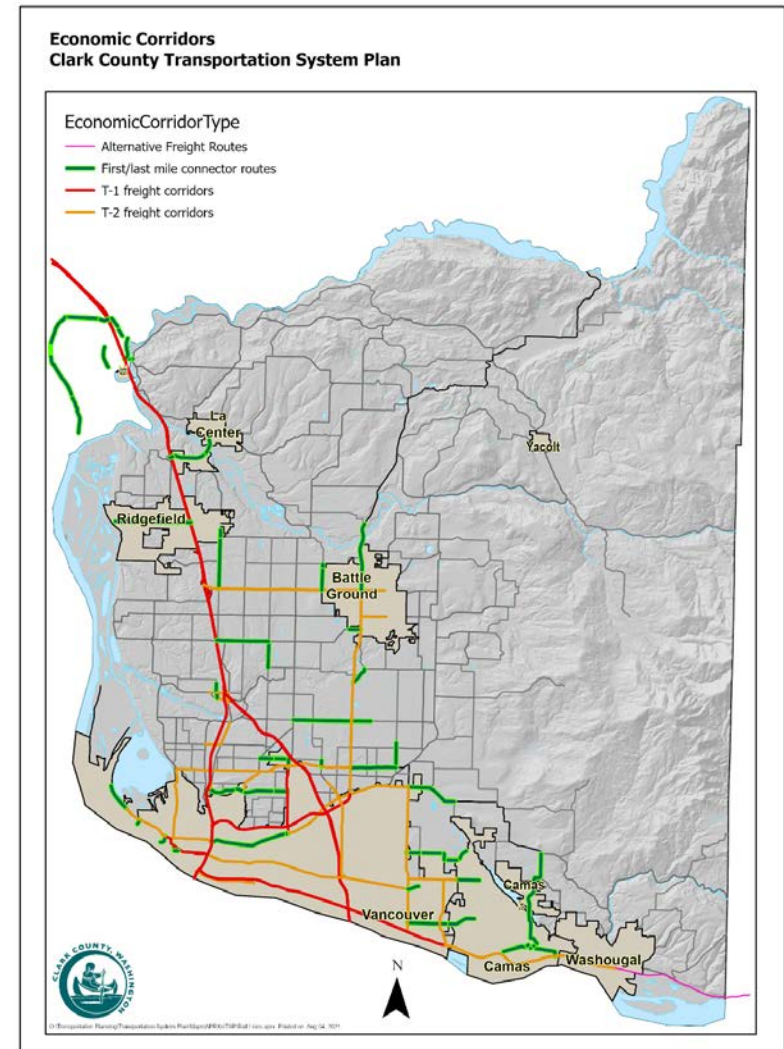 Economic Corridors
Clark County Transportation System Plan
EconomicCorridorType
Alternative Freight Routes
First/last mile connector routes
T-1 freight corridors
T-2 freight corridors
La
Center
Yacolt
Ridgefield
Battle
Ground
Camas
Vancouver
Camas
Washougal
N
CLARK COUNTY, WASHINGTON